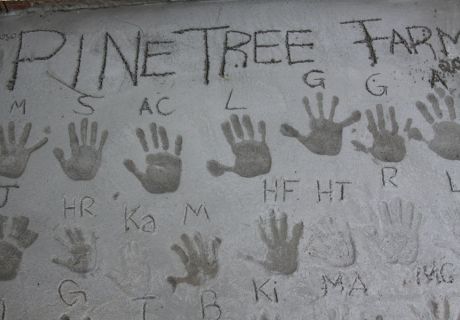 PINETREE FARM
M S AC L G G A
J HR Ka M HF HT R L
G T B Ki MA MG